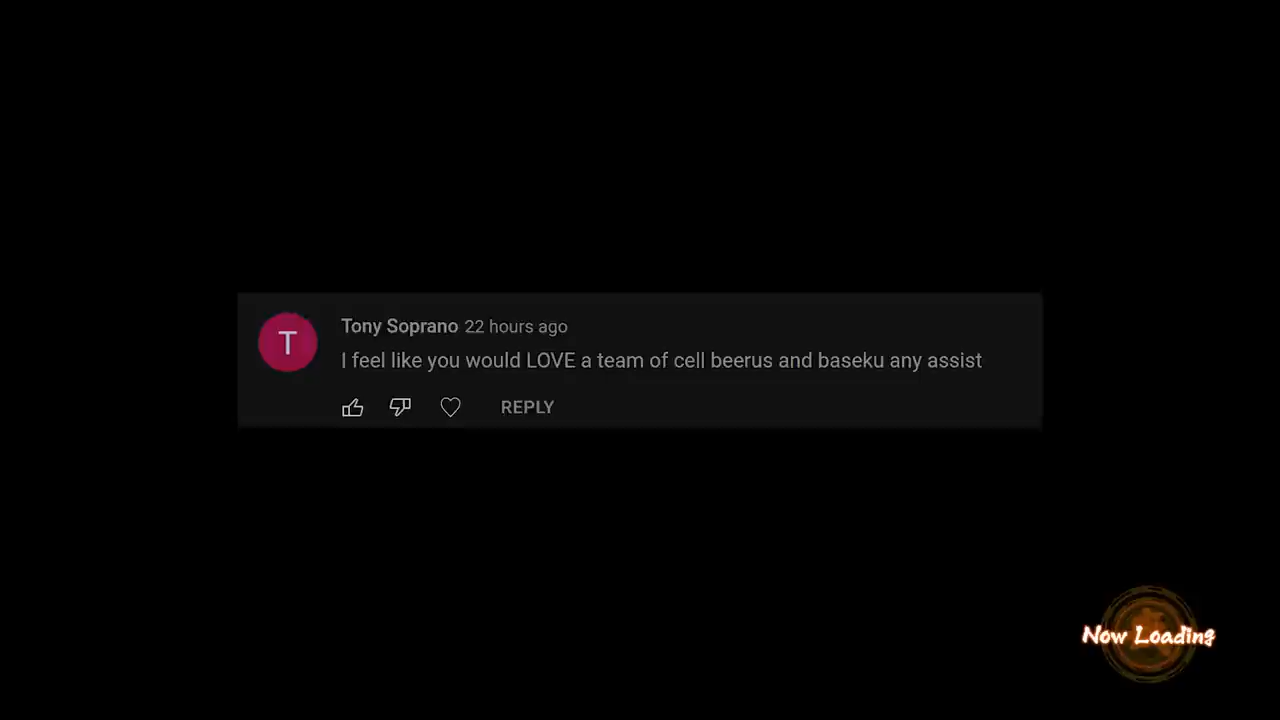 T
Tony Soprano 22 hours ago
I feel like you would LOVE a team of cell beerus and baseku any assist
REPLY
Now Loading